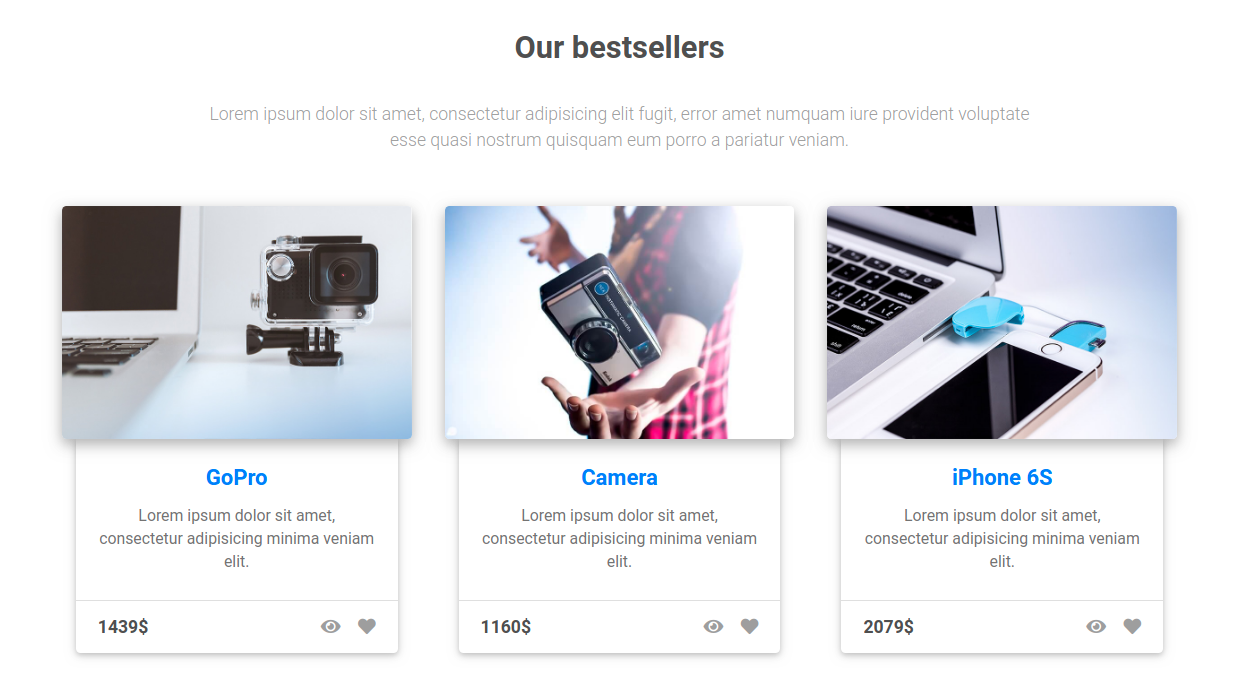 Our bestsellers
Lorem ipsum dolor sit amet, consectetur adipisicing elit fugit, error amet numquam iure provident voluptate
esse quasi nostrum quisquam eum porro a pariatur veniam.
GoPro
Lorem ipsum dolor sit amet,
consectetur adipisicing minima veniam
elit.
1439$
Camera
Lorem ipsum dolor sit amet,
consectetur adipisicing minima veniam
elit.
1160$
iPhone 6S
Lorem ipsum dolor sit amet,
consectetur adipisicing minima veniam
elit.
2079$